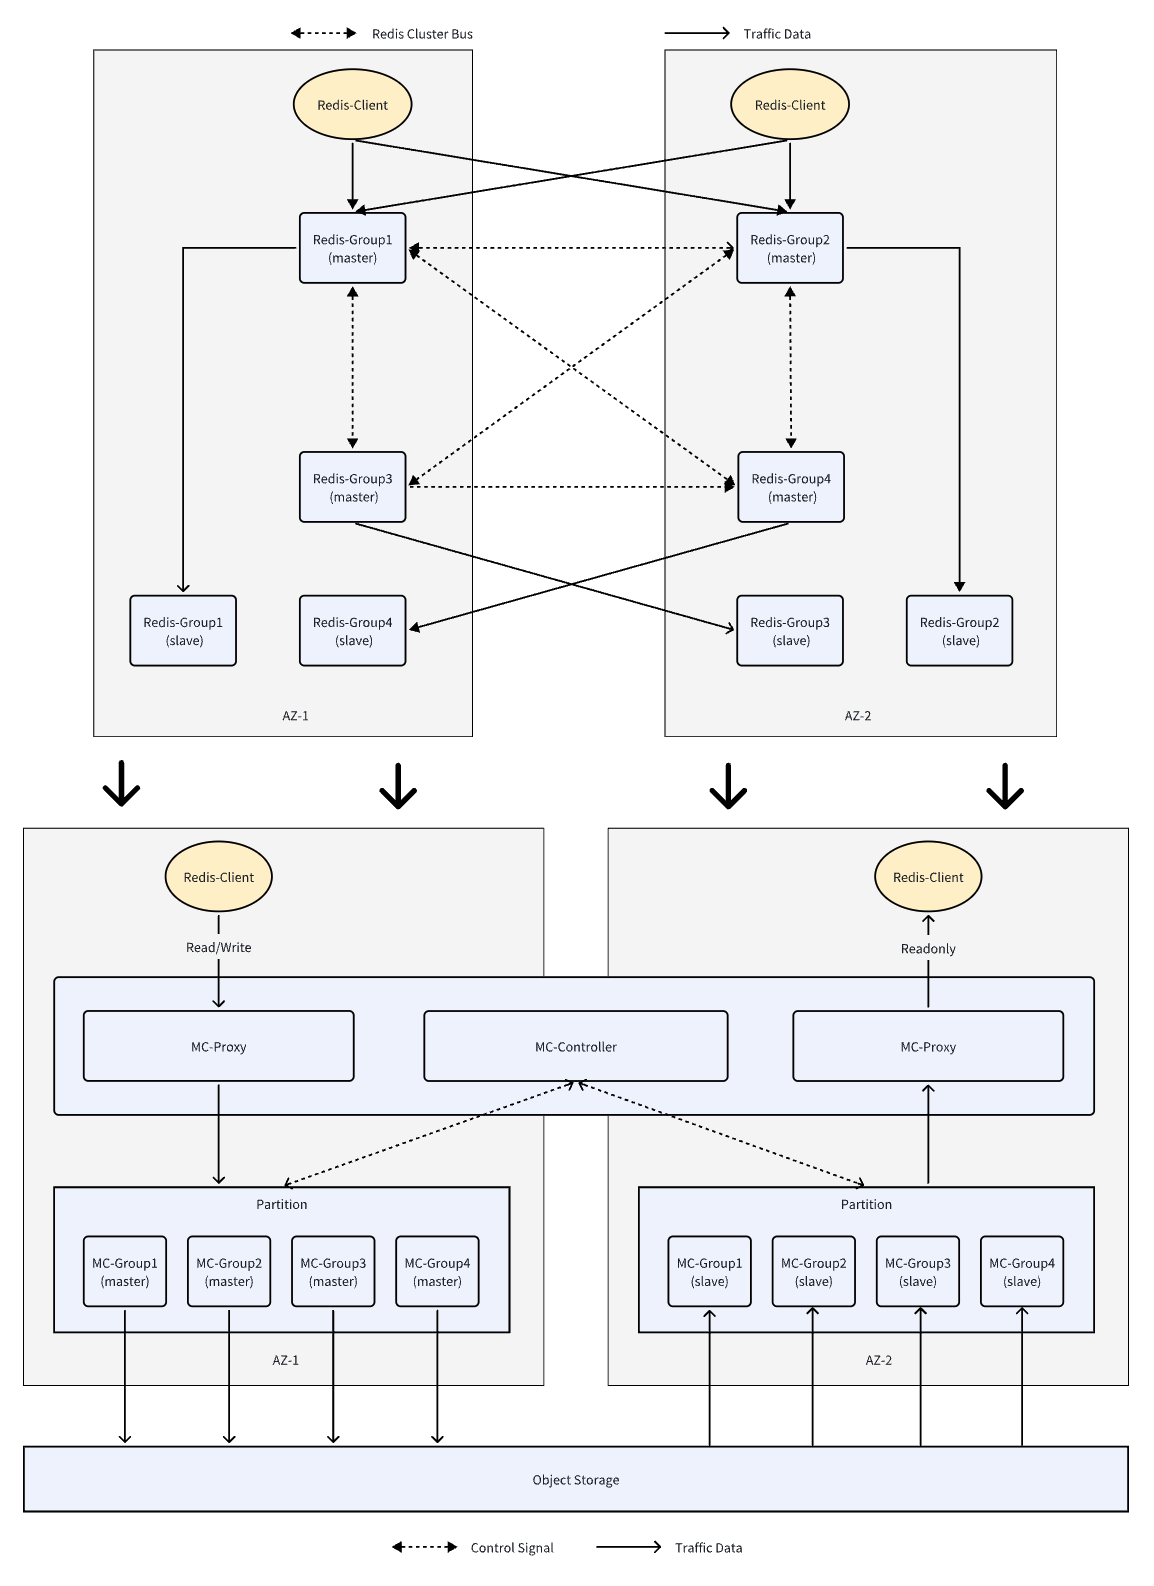 Redis Cluster Bus
Traffic Data
Redis-Client
Redis-Client
Redis-Group1
(master)
Redis-Group2
(master)
Redis-Group3
(master)
Redis-Group4
(master)
Redis-Group1
(slave)
Redis-Group4
(slave)
Redis-Group3
(slave)
Redis-Group2
(slave)
AZ-1
AZ-2
Redis-Client
Redis-Client
Read/Write
Readonly
MC-Proxy
MC-Controller
MC-Proxy
Partition
Partition
MC-Group1
(master)
MC-Group2
(master)
MC-Group3
(master)
MC-Group4
(master)
MC-Group1
(slave)
MC-Group2
(slave)
MC-Group3
(slave)
MC-Group4
(slave)
AZ-1
AZ-2
Object Storage
Control Signal
Traffic Data